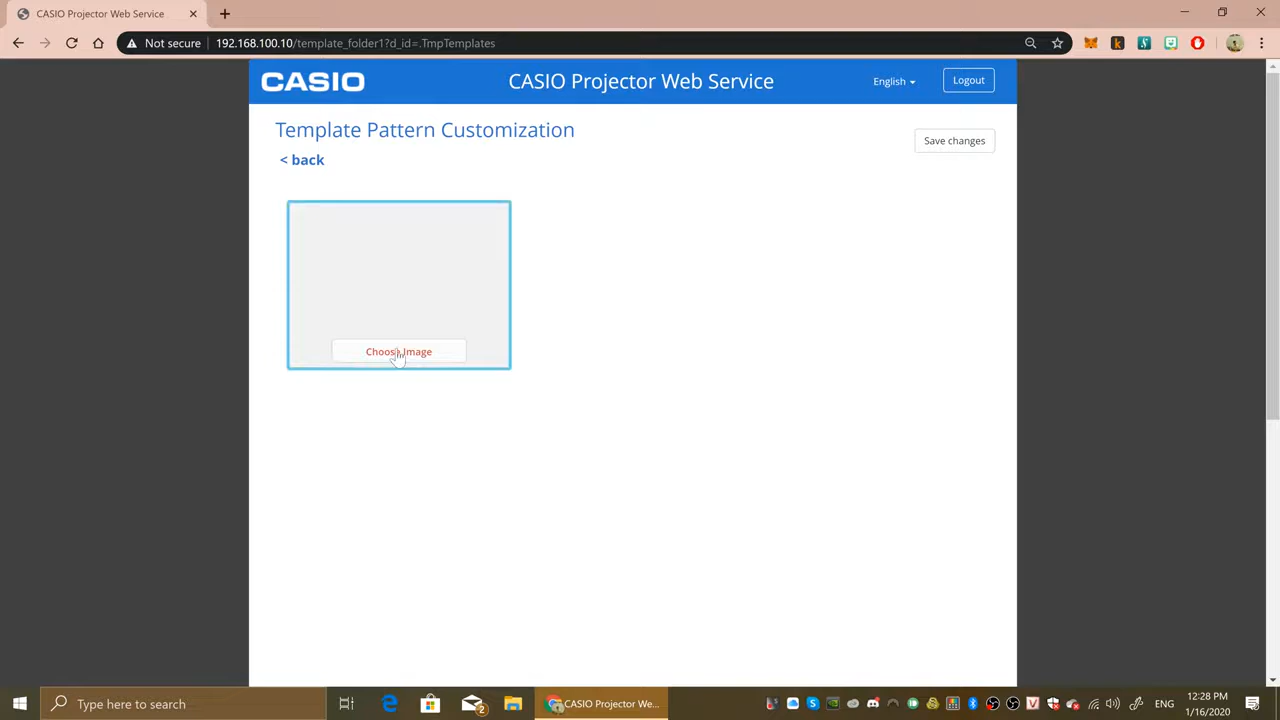 CASIO Projector Web Service
Not secure
192.168.100.10/template_folder1?d_id=.TmpTemplates
CASIO
CASIO Projector Web Service
English
Logout
Template Pattern Customization
Save changes
< back
Choose Image
Type here to search
2
CASIO Projector We...
ENG
12:28 PM
1/16/2020